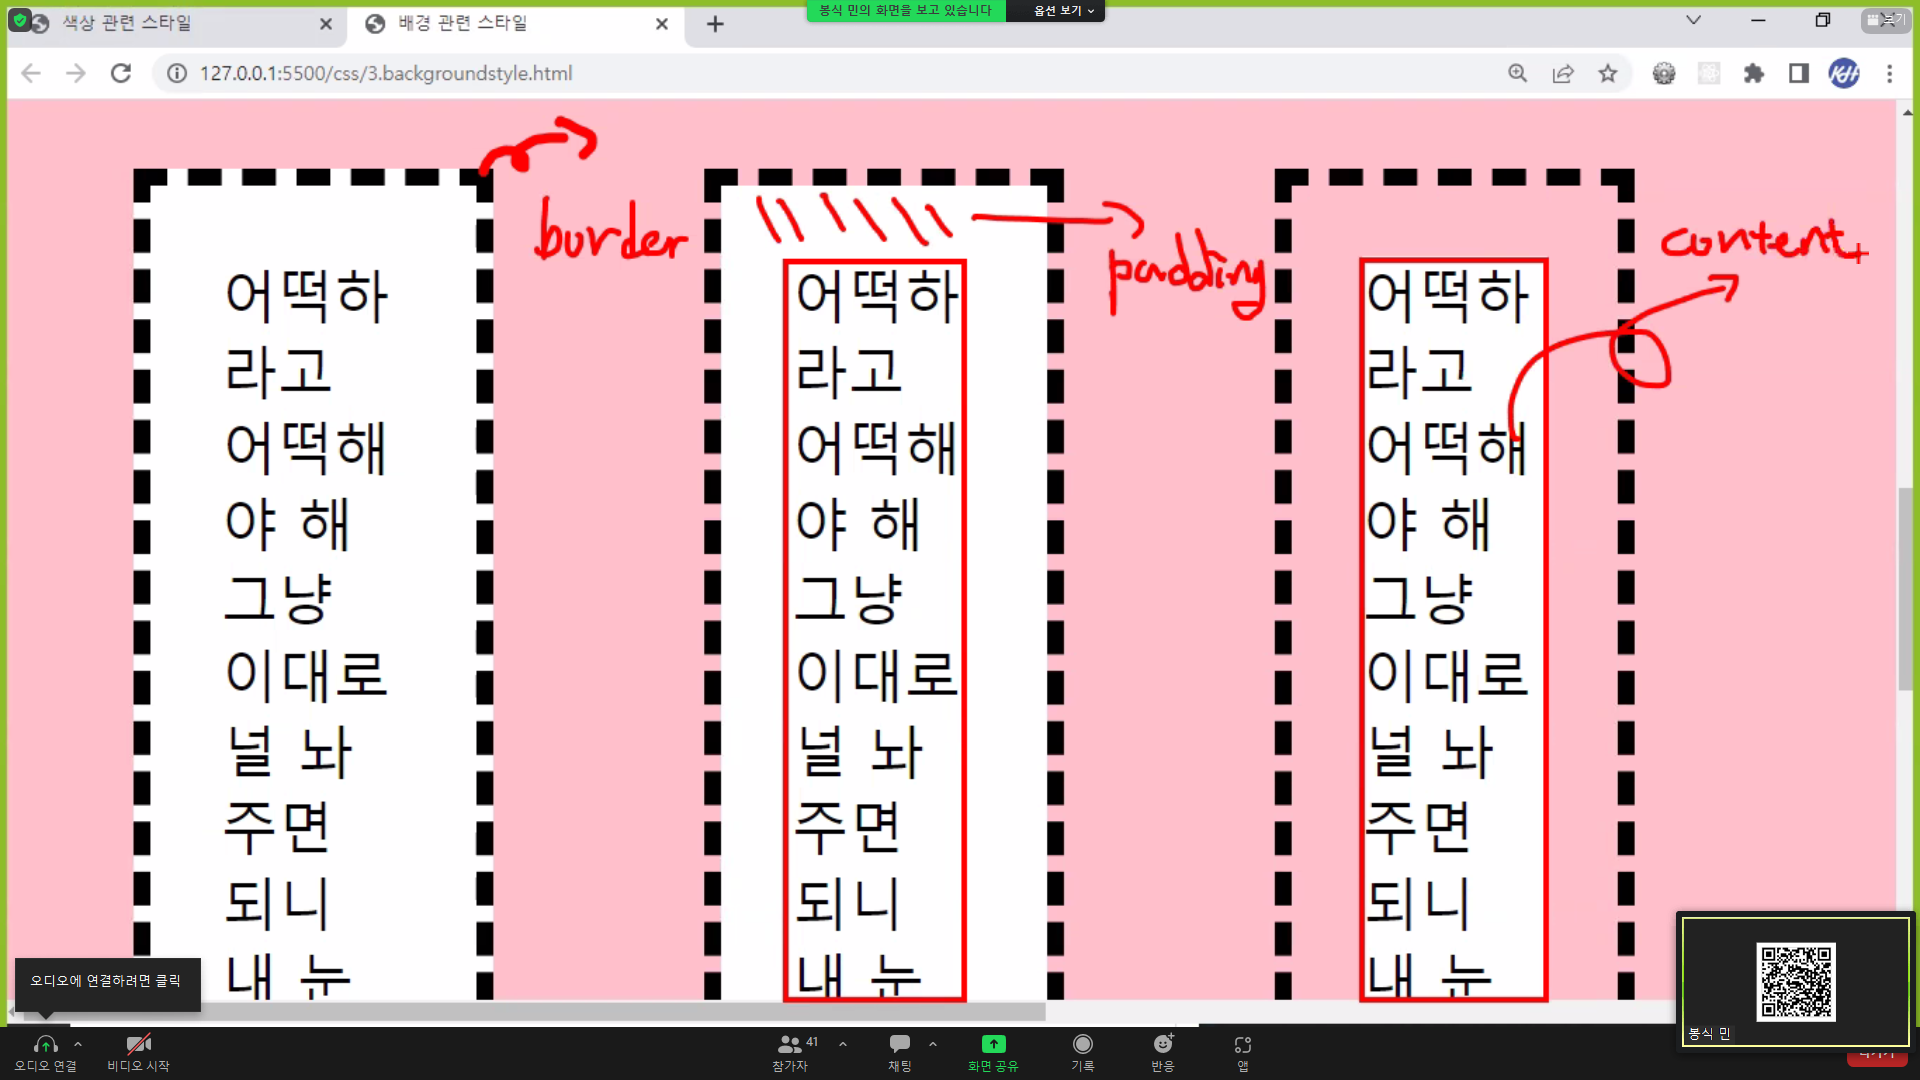 색상 관련 스타일
배경 관련 스타일
봉식 민의 화면을 보고 있습니다
옵션 보기
보기
127.0.0.1:5500/css/3.backgroundstyle.html
KH
border
padding
content
어떡하
라고
어떡해
야 해
그냥
이대로
널 놔
주면
되니
내 눈
어떡하
라고
어떡해
야 해
그냥
이대로
널 놔
주면
되니
내 눈
어떡하
라고
어떡해
야 해
그냥
이대로
널 놔
주면
되니
내 눈
오디오에 연결하려면 클릭
봉식 민
오디오 연결
비디오 시작
41
참가자
채팅
화면 공유
기록
반응
앱